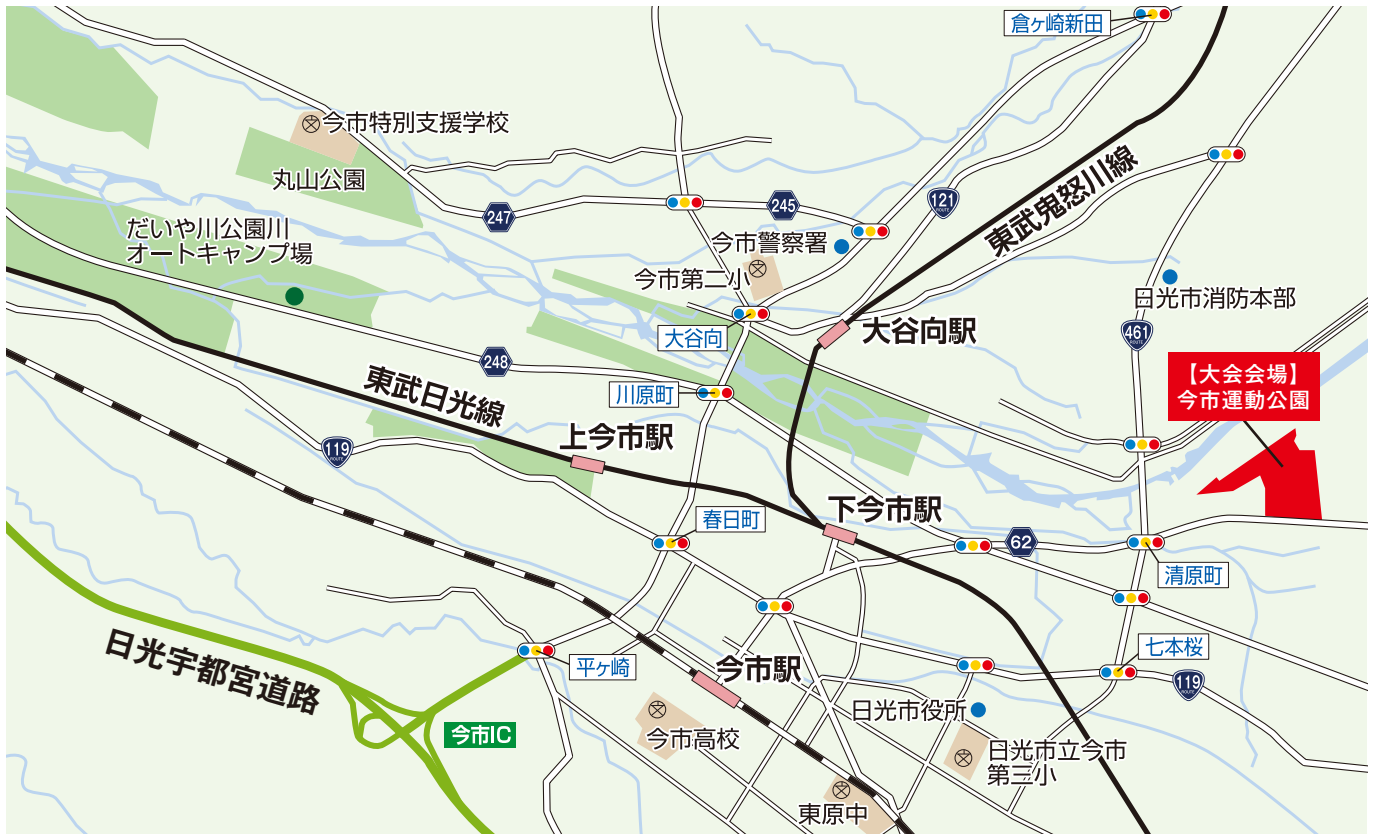 倉ヶ崎新田
今市特別支援学校
丸山公園
東武鬼怒川線
121
ROUTE
245
247
だいや川公園川
オートキャンプ場
今市警察署
今市第二小
日光市消防本部
大谷向
大谷向駅
461
ROUTE
248
【大会会場】
今市運動公園
東武日光線
川原町
上今市駅
119
ROUTE
下今市駅
春日町
62
清原町
日光宇都宮道路
平ヶ崎
今市駅
七本桜
119
ROUTE
今市IC
今市高校
日光市役所
日光市立今市
第三小
東原中